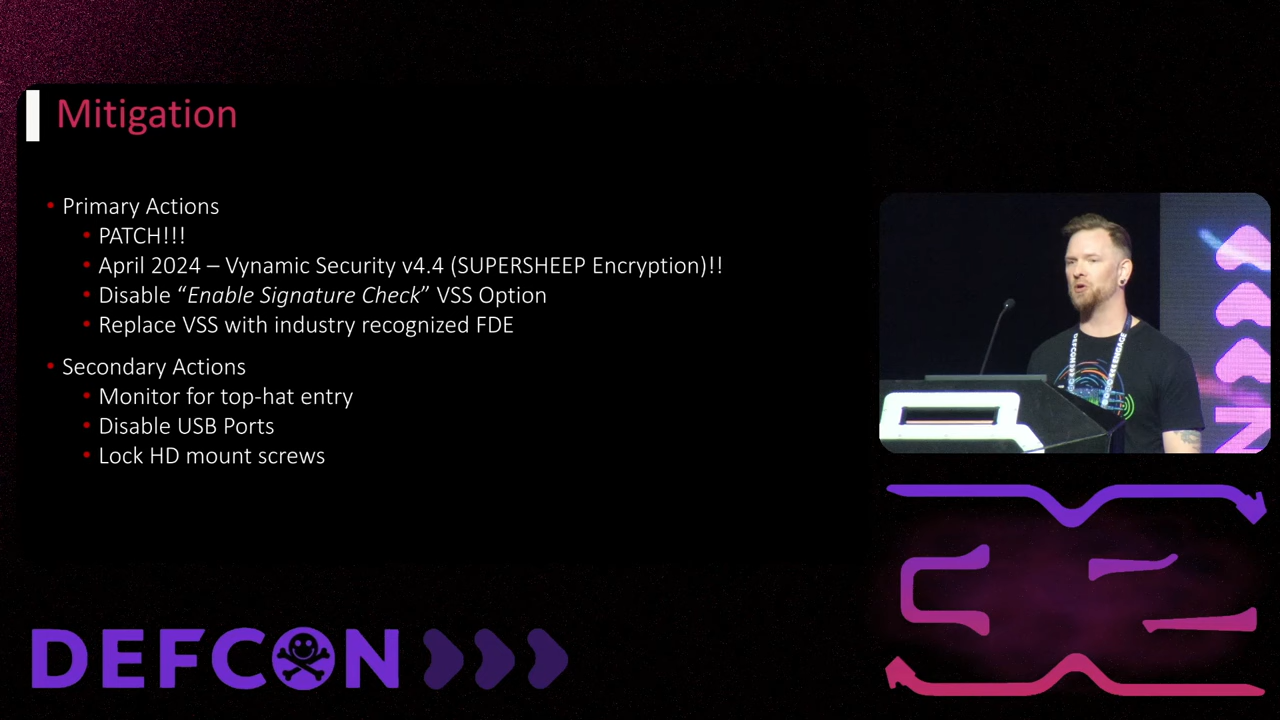 Mitigation
• Primary Actions
• PATCH!!!
• April 2024 – Vynamic Security v4.4 (SUPERSHEEP Encryption)!!
• Disable “Enable Signature Check” VSS Option
• Replace VSS with industry recognized FDE
• Secondary Actions
• Monitor for top-hat entry
• Disable USB Ports
• Lock HD mount screws
DEFCON
ENGAGE
DEFCON